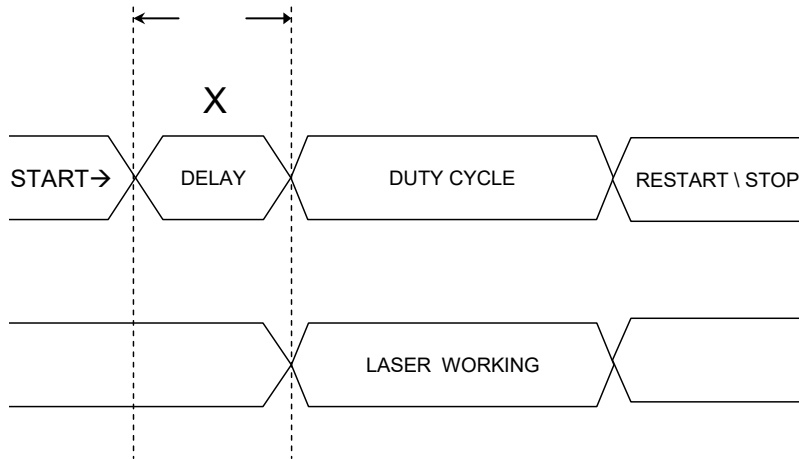 X
START→ DELAY DUTY CYCLE RESTART \ STOP
LASER WORKING